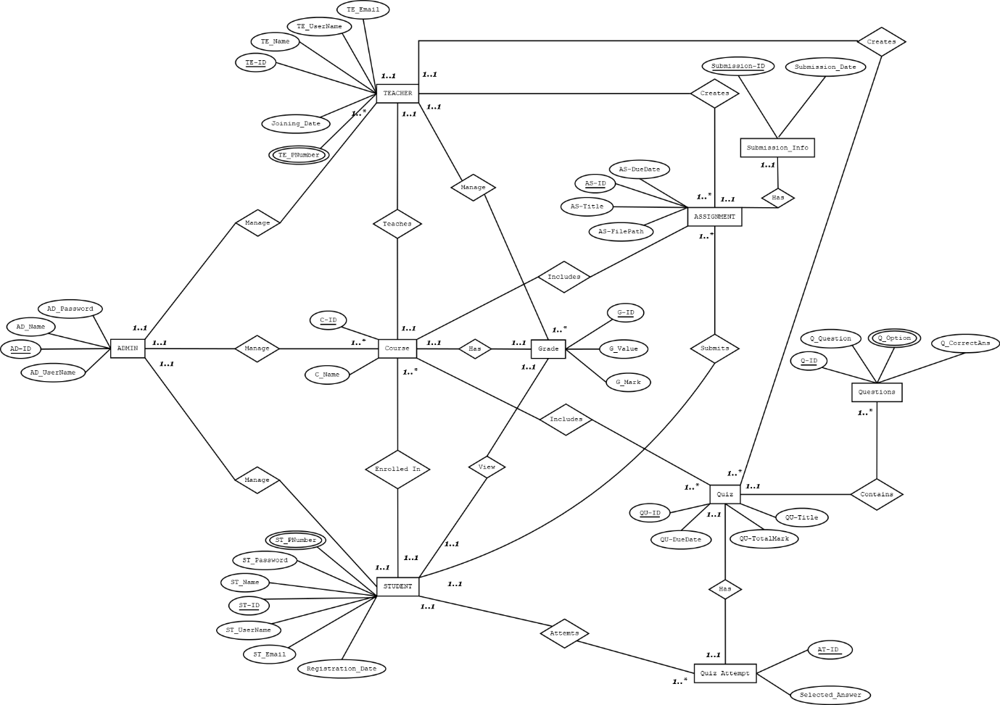 TE_Email
TE_UserName
TE_Name
Creates
TE-ID
Submission-ID
Submission_Date
1..1
1..1
TEACHER
Creates
1..1
1..*
1..1
Joining_Date
TE_PNumber
Submission_Info
1..1
AS-DueDate
AS-ID
Manage
Has
1..*
1..1
AS-Title
ASSIGNMENT
Manage
Teaches
AS-FilePath
1..*
Includes
AD_Password
G-ID
C-ID
AD_Name
1..1
1..1
1..*
Q_Question
Q_Option
Q_CorrectAns
1..1
1..*
1..1
1..1
AD-ID
ADMIN
Manage
Course
Has
Grade
G_Value
Submits
Q-ID
1..1
1..*
1..1
AD_UserName
C_Name
G_Mark
Questions
1..*
Includes
Enrolled In
View
1..*
Manage
1..*
1..1
Quiz
Contains
QU-ID
1..1
QU-Title
ST_PNumber
QU-DueDate
QU-TotalMark
1..1
ST_Password
1..1
1..1
ST_Name
1..1
STUDENT
Has
ST-ID
1..1
ST_UserName
Attemts
ST_Email
1..1
AT-ID
Registration_Date
Quiz Attempt
1..*
Selected_Answer